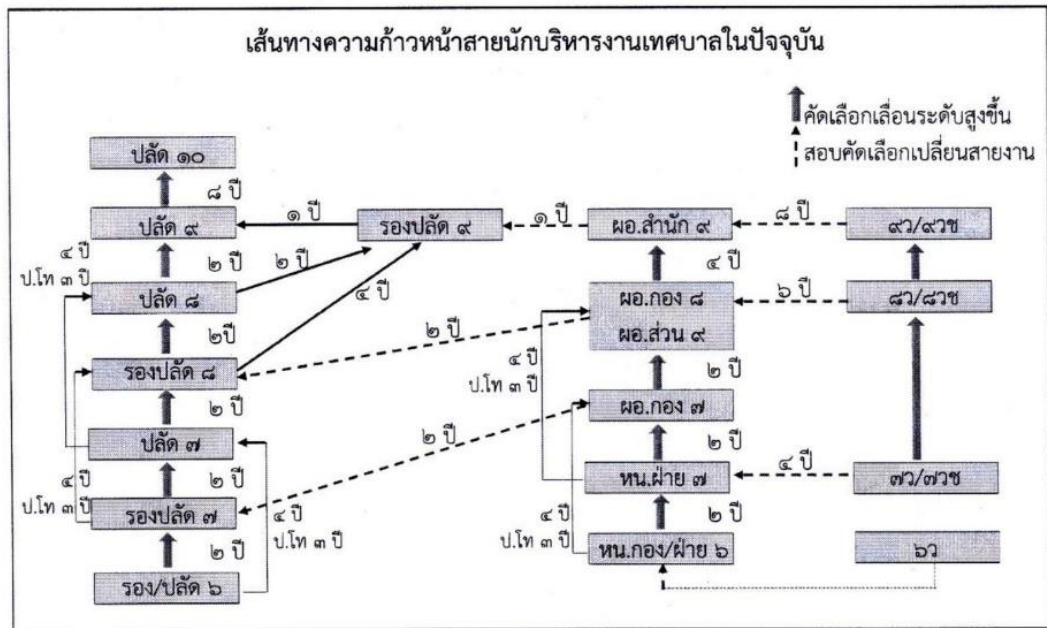 เส้นทางความก้าวหน้าสายนักบริหารงานเทศบาลในปัจจุบัน
คัดเลือกเลื่อนระดับสูงขึ้น
สอบคัดเลือกเปลี่ยนสายงาน
ปลัด ๑๐
๘ ปี
ปลัด ๙
๑ ปี
รองปลัด ๙
๑ ปี
ผอ.สำนัก ๙
๘ ปี
๙ว/๙วช
๔ ปี
ป.โท ๓ ปี
๒ ปี
๒ ปี
๔ ปี
๔ ปี
ปลัด ๘
ผอ.กอง ๘
ผอ.ส่วน ๙
๖ ปี
๘ว/๘วช
๒ปี
๒ ปี
รองปลัด ๘
๔ ปี
ป.โท ๓ ปี
๒ ปี
๒ ปี
ผอ.กอง ๗
ปลัด ๗
๒ ปี
๒ ปี
๔ ปี
ป.โท ๓ ปี
๒ ปี
หน.ฝ่าย ๗
๔ ปี
๗ว/๗วช
รองปลัด ๗
๔ ปี
ป.โท ๓ ปี
๒ ปี
๔ ปี
ป.โท ๓ ปี
๒ ปี
หน.กอง/ฝ่าย ๖
๖ว
รอง/ปลัด ๖